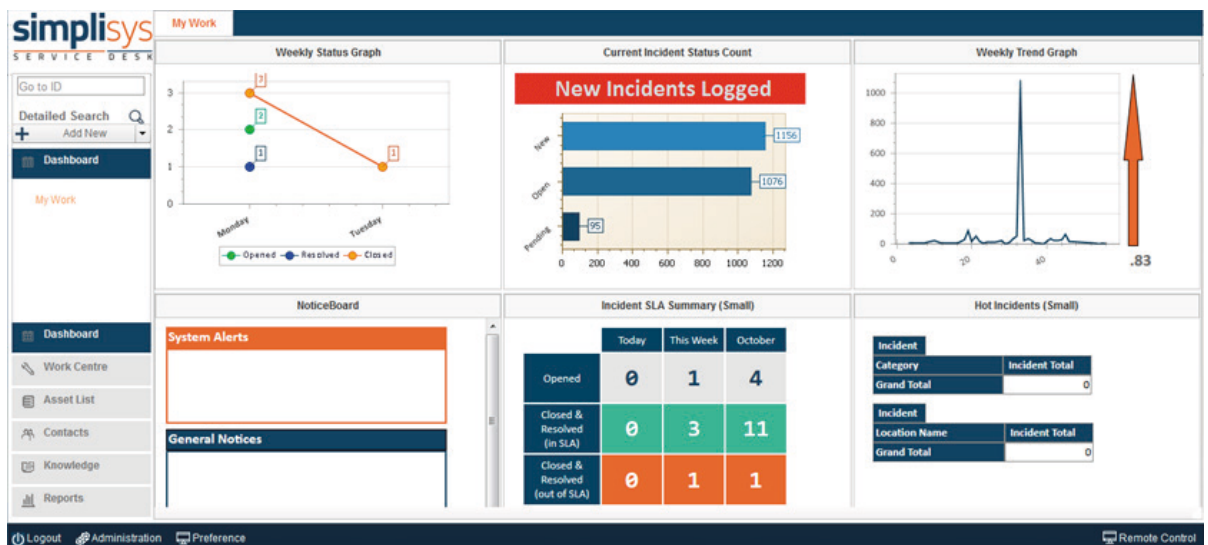 simplisys
SERVICE DESK
My Work
Go to ID
Detailed Search
Add New
Dashboard
My Work
Dashboard
Work Centre
Asset List
Contacts
Knowledge
Reports
Weekly Status Graph
3
2
1
0
2
1
1
Monday
Tuesday
Opened
Resolved
Closed
Current Incident Status Count
New Incidents Logged
New
Open
Pending
1156
1076
95
0 200 400 600 800 1000 1200
Weekly Trend Graph
1000
800
600
400
200
0
0 20 40
.83
NoticeBoard
System Alerts
General Notices
Incident SLA Summary (Small)
Today This Week October
Opened 0 1 4
Closed &
Resolved
(in SLA)
0 3 11
Closed &
Resolved
(out of SLA)
0 1 1
Hot Incidents (Small)
Incident
Category Incident Total
Grand Total 0
Incident
Location Name Incident Total
Grand Total 0
Logout Administration Preference
Remote Control